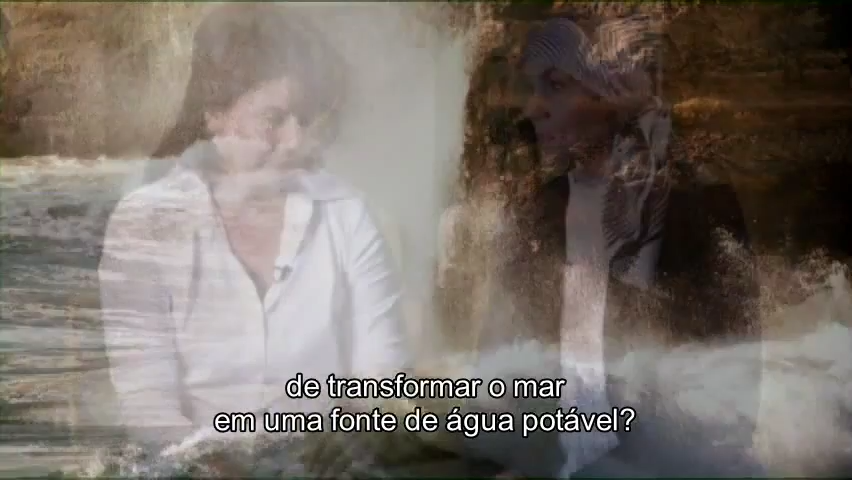 de transformar o mar
em uma fonte de água potável?